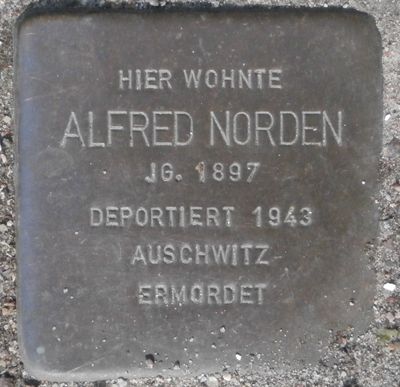 HIER WOHNTE
ALFRED NORDEN
JG. 1897
DEPORTIERT 1943
AUSCHWITZ
ERMORDET